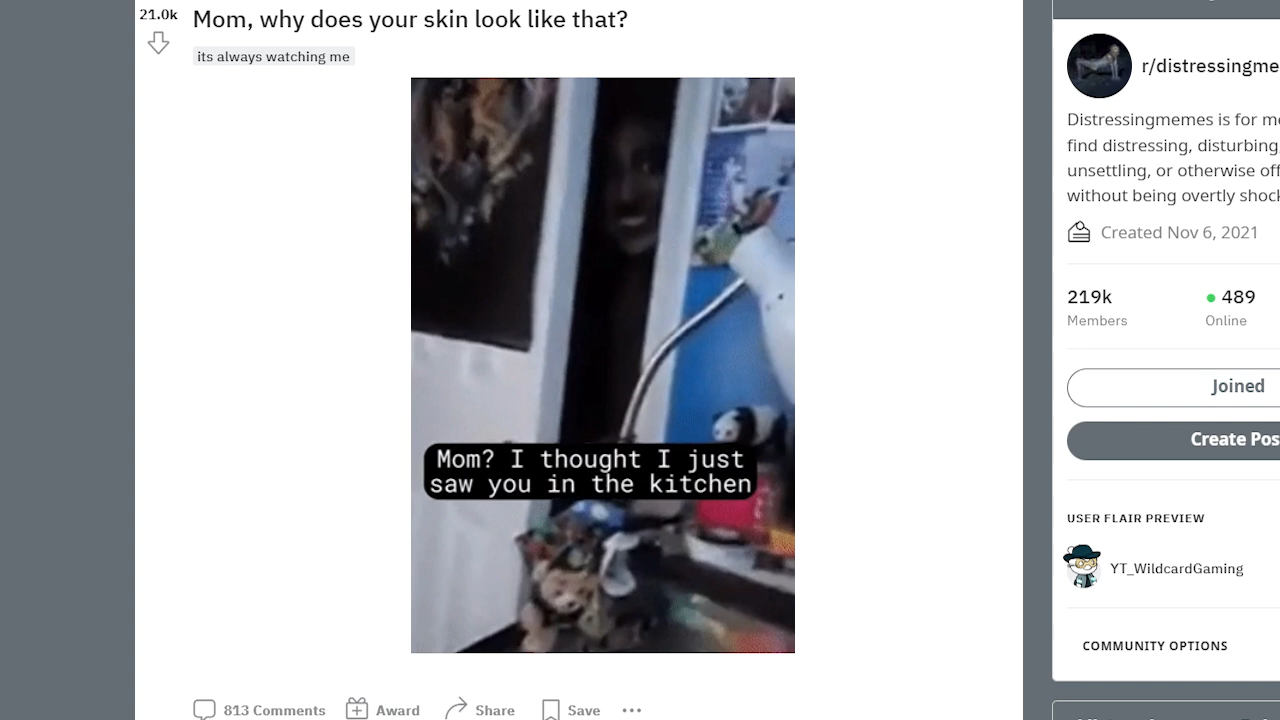 21.0k
Mom, why does your skin look like that?
its always watching me
Mom? I thought I just
saw you in the kitchen
813 Comments
Award
Share
Save
r/distressingme
Distressingmemes is for me
find distressing, disturbing,
unsettling, or otherwise off
without being overtly shock
Created Nov 6, 2021
219k
489
Members
Online
Joined
Create Pos
USER FLAIR PREVIEW
YT_WildcardGaming
COMMUNITY OPTIONS